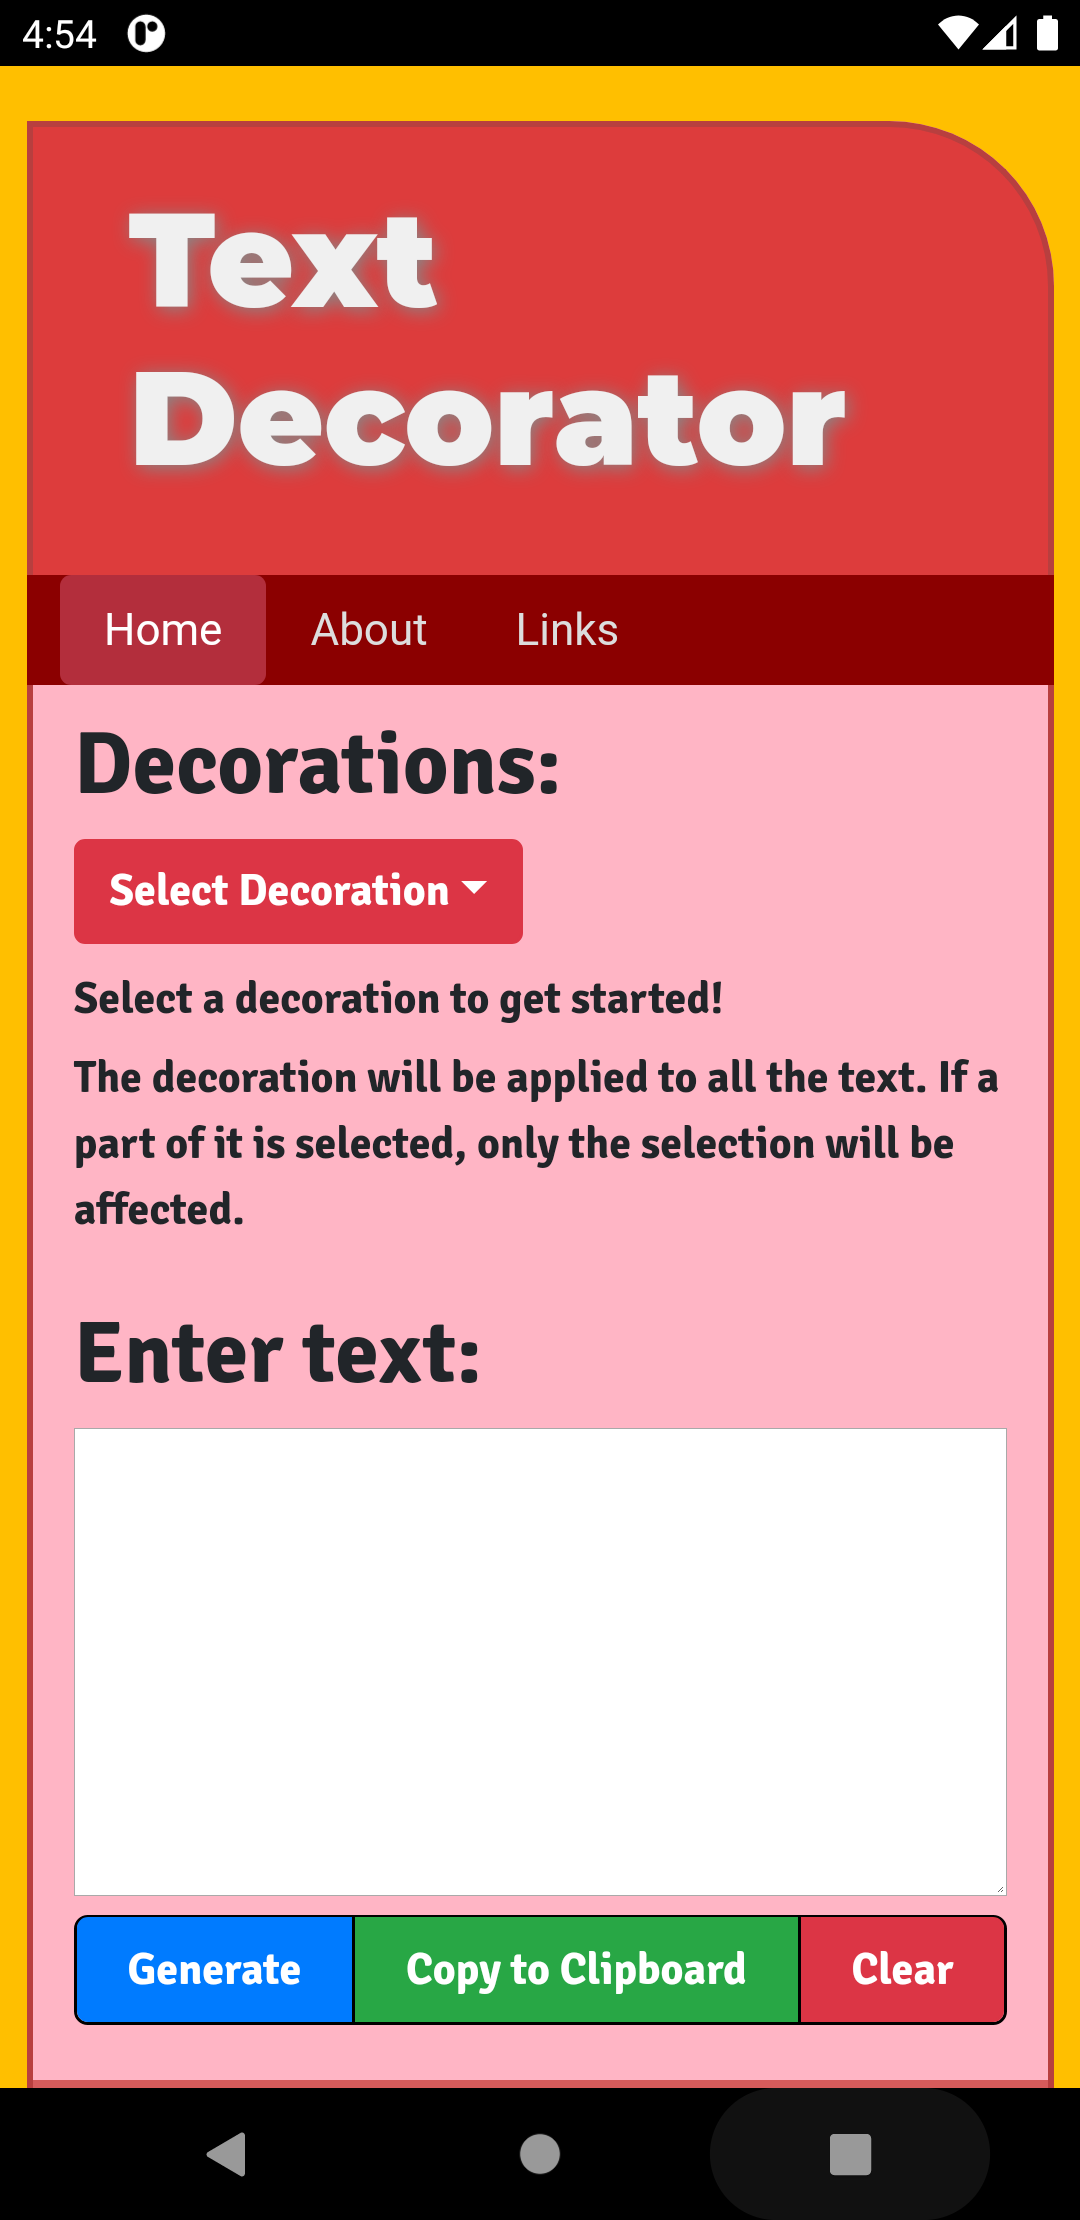 4:54
Text
Decorator
Home About Links
Decorations:
Select Decoration
Select a decoration to get started!
The decoration will be applied to all the text. If a
part of it is selected, only the selection will be
affected.
Enter text:
Generate Copy to Clipboard Clear